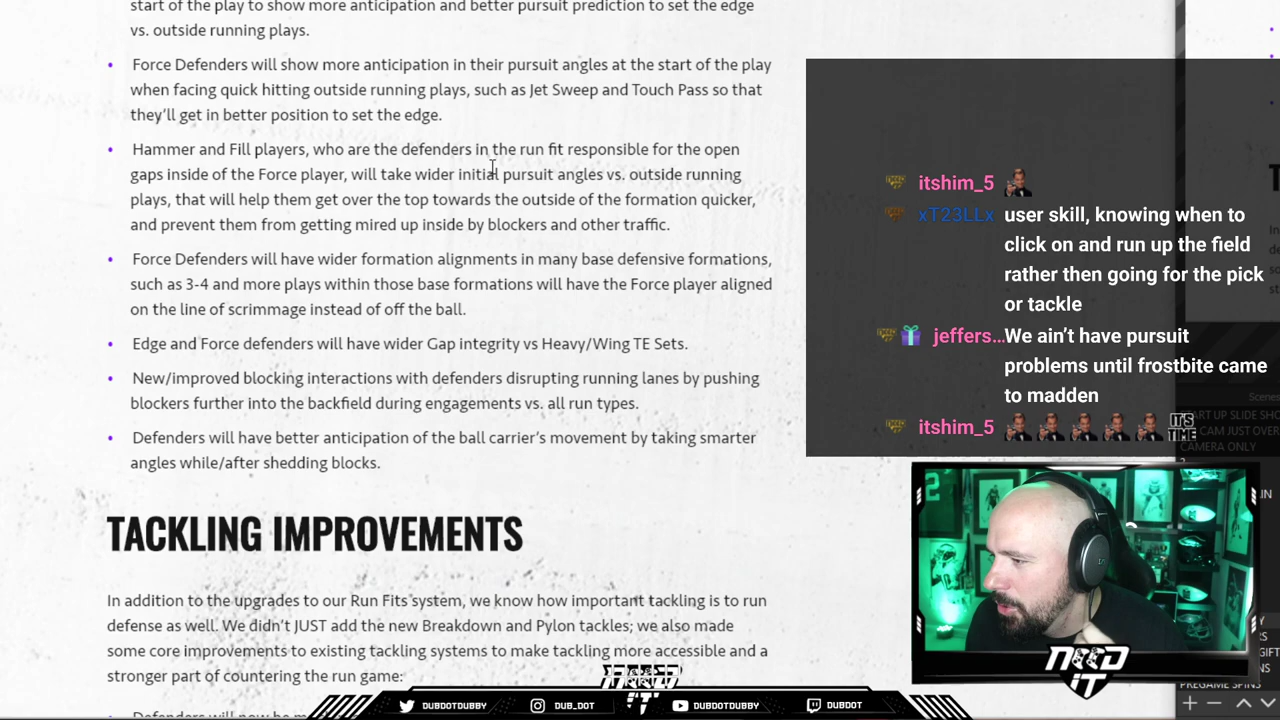 start of the play to show more anticipation and better pursuit prediction to set the edge
vs. outside running plays.
• Force Defenders will show more anticipation in their pursuit angles at the start of the play
when facing quick hitting outside running plays, such as Jet Sweep and Touch Pass so that
they'll get in better position to set the edge.
• Hammer and Fill players, who are the defenders in the run fit responsible for the open
gaps inside of the Force player, will take wider initial pursuit angles vs. outside running
plays, that will help them get over the top towards the outside of the formation quicker,
and prevent them from getting mired up inside by blockers and other traffic.
• Force Defenders will have wider formation alignments in many base defensive formations,
such as 3-4 and more plays within those base formations will have the Force player aligned
on the line of scrimmage instead of off the ball.
• Edge and Force defenders will have wider Gap integrity vs Heavy/Wing TE Sets.
• New/improved blocking interactions with defenders disrupting running lanes by pushing
blockers further into the backfield during engagements vs. all run types.
• Defenders will have better anticipation of the ball carrier's movement by taking smarter
angles while/after shedding blocks.
TACKLING IMPROVEMENTS
In addition to the upgrades to our Run Fits system, we know how important tackling is to run
defense as well. We didn't JUST add the new Breakdown and Pylon tackles; we also made
some core improvements to existing tackling systems to make tackling more accessible and a
stronger part of countering the run game:
itshim_5
xT23LLx user skill, knowing when to
click on and run up the field
rather then going for the pick
or tackle
jeffers... We ain't have pursuit
problems until frostbite came
to madden
itshim_5 IT'S TIME
Scenes
CAMERA ONLY
NEED
IT
PREGAME SPINS
DUBDOTDUBBY
DUB_DOT
DUBDOTDUBBY
DUBDOT